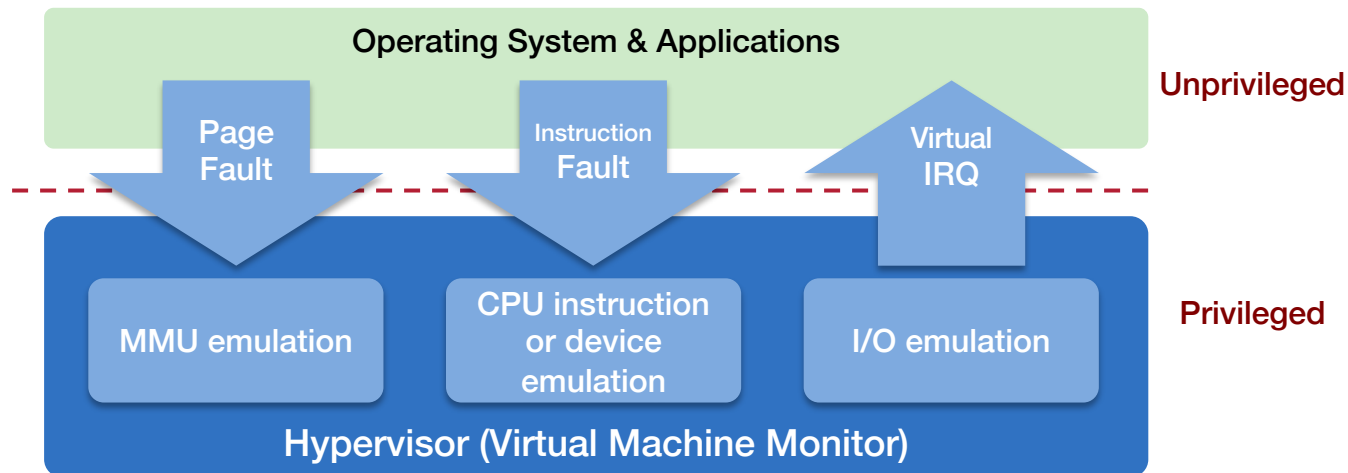 Operating System & Applications
Unprivileged
Page
Fault
Instruction
Fault
Virtual
IRQ
MMU emulation
CPU instruction
or device
emulation
I/O emulation
Privileged
Hypervisor (Virtual Machine Monitor)